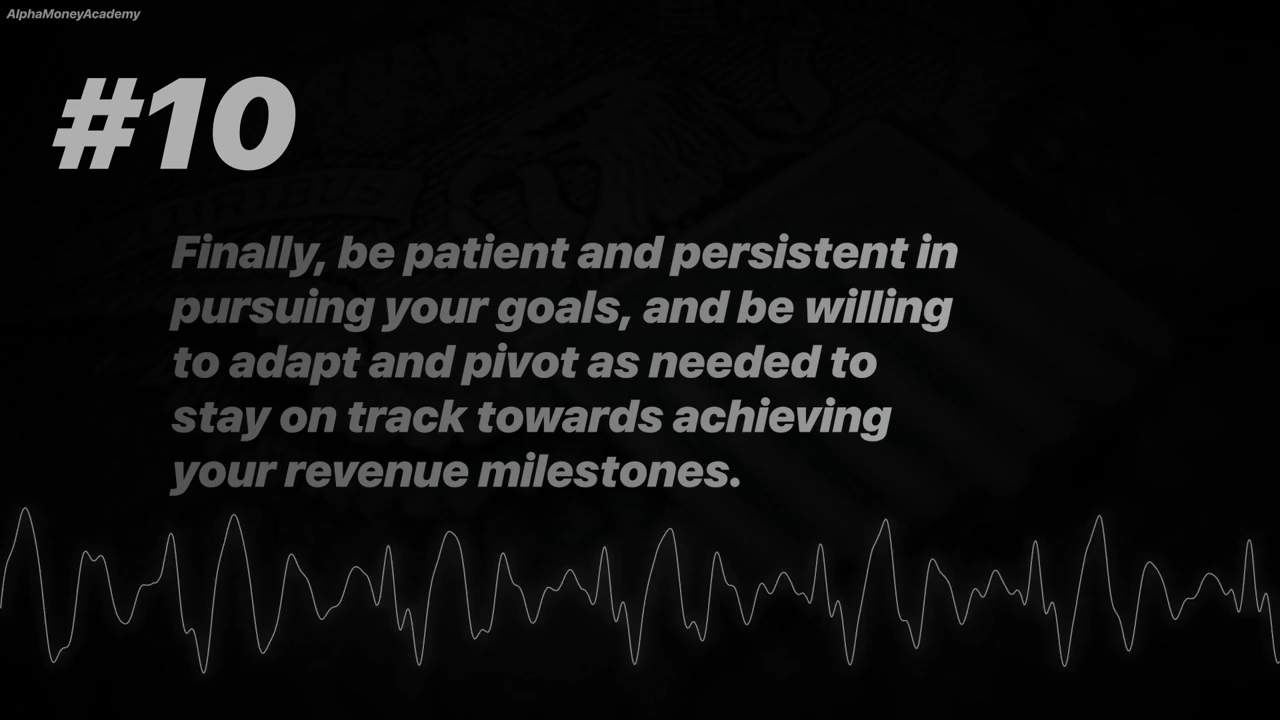 AlphaMoneyAcademy
#10
Finally, be patient and persistent in
pursuing your goals, and be willing
to adapt and pivot as needed to
stay on track towards achieving
your revenue milestones.